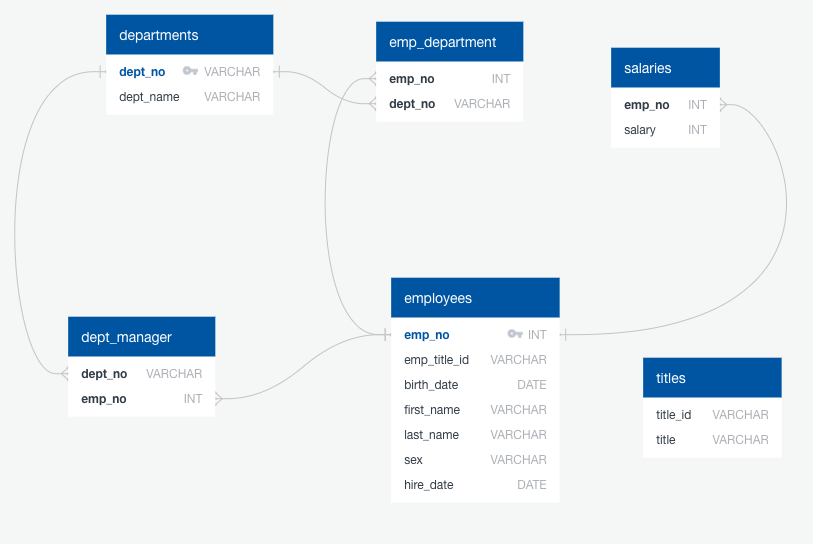 departments
dept_no VARCHAR
dept_name VARCHAR
emp_department
emp_no INT
dept_no VARCHAR
salaries
emp_no INT
salary INT
dept_manager
dept_no VARCHAR
emp_no INT
employees
emp_no INT
emp_title_id VARCHAR
birth_date DATE
first_name VARCHAR
last_name VARCHAR
sex VARCHAR
hire_date DATE
titles
title_id VARCHAR
title VARCHAR